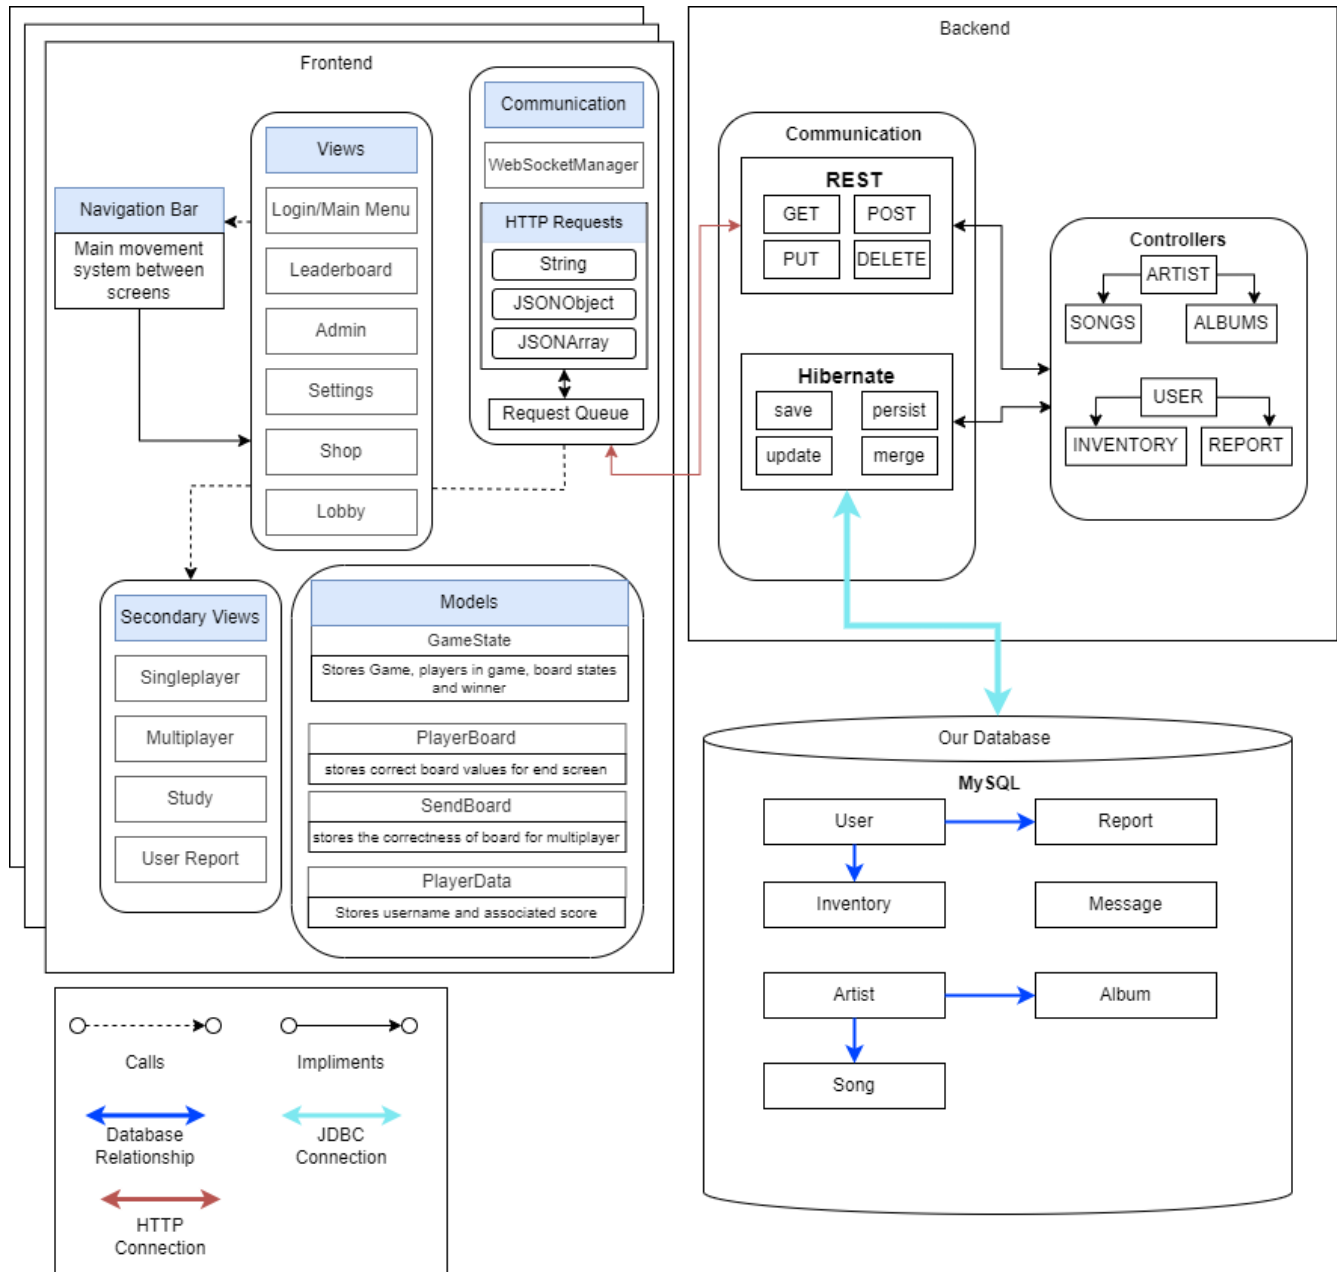 Frontend
Communication
WebSocketManager
HTTP Requests
String
JSONObject
JSONArray
Request Queue
Views
Login/Main Menu
Leaderboard
Admin
Settings
Shop
Lobby
Navigation Bar
Main movement
system between
screens
Secondary Views
Singleplayer
Multiplayer
Study
User Report
Models
GameState
Stores Game, players in game, board states
and winner
PlayerBoard
stores correct board values for end screen
SendBoard
stores the correctness of board for multiplayer
PlayerData
Stores username and associated score
Backend
Communication
REST
GET
POST
PUT
DELETE
Hibernate
save
persist
update
merge
Controllers
ARTIST
SONGS
ALBUMS
USER
INVENTORY
REPORT
Our Database
MySQL
User
Report
Inventory
Message
Artist
Album
Song
Calls
Impliments
Database
Relationship
JDBC
Connection
HTTP
Connection